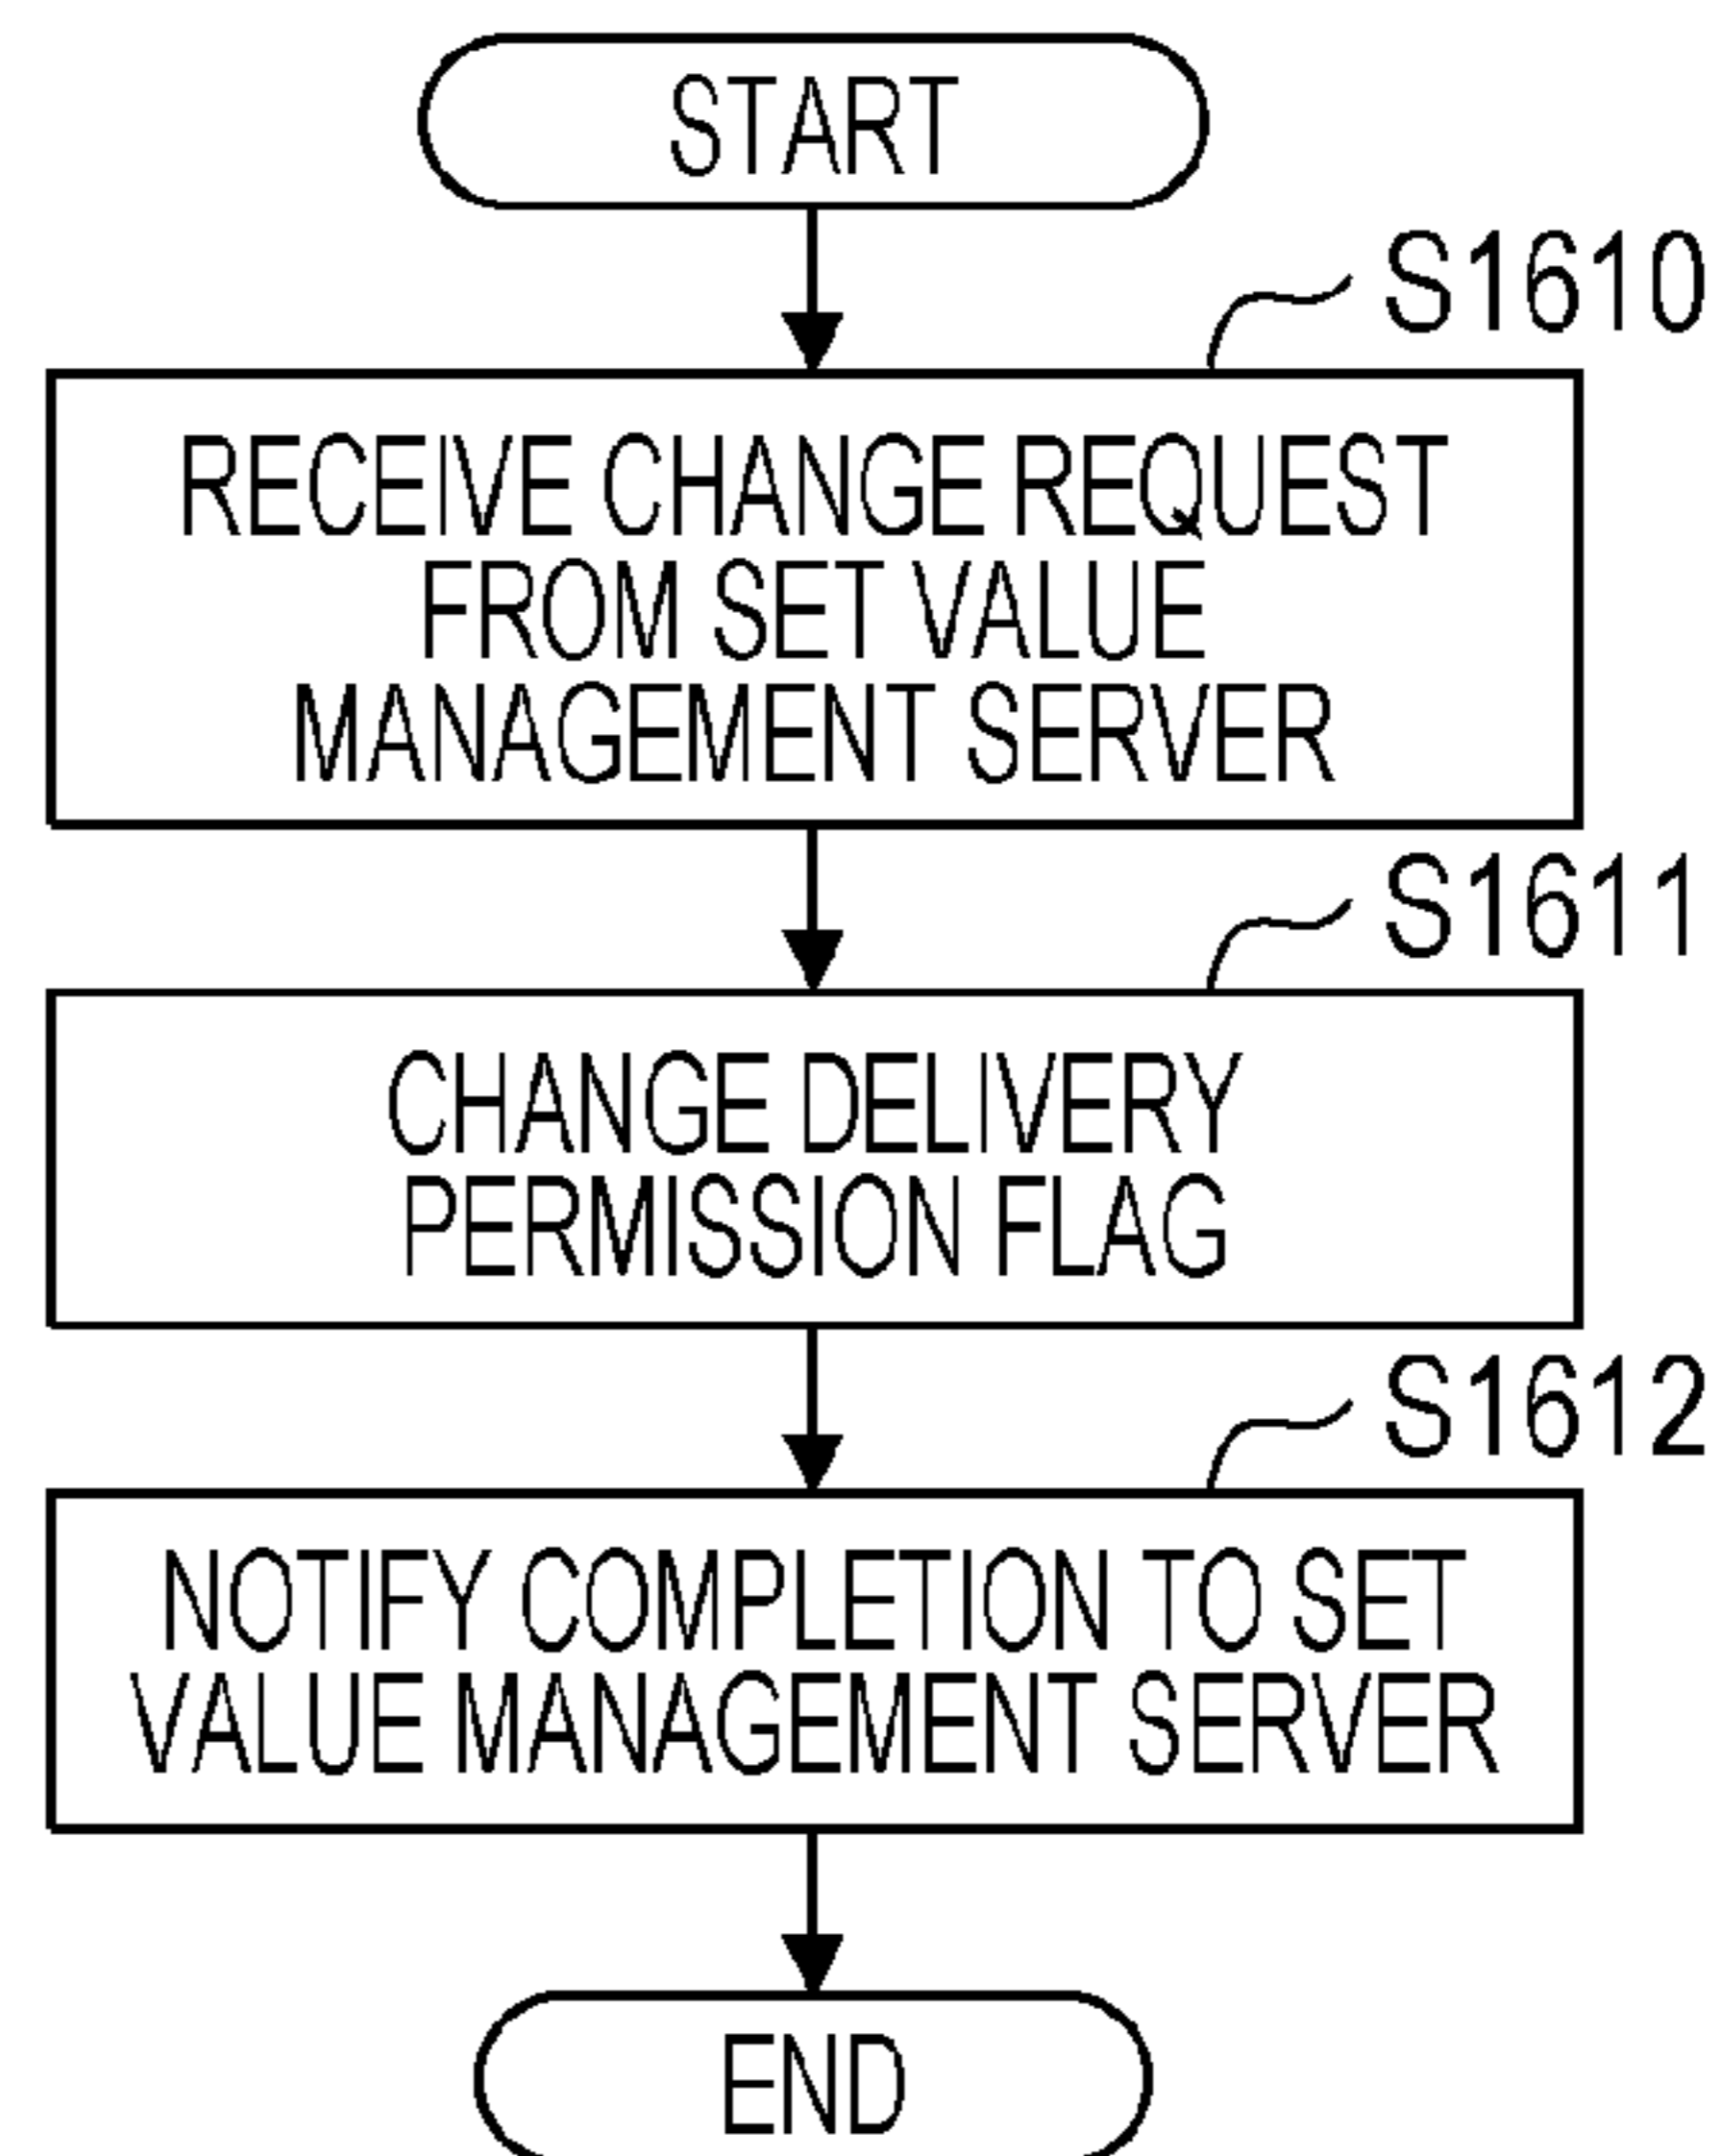 START
S1610
RECEIVE CHANGE REQUEST
FROM SET VALUE
MANAGEMENT SERVER
S1611
CHANGE DELIVERY
PERMISSION FLAG
S1612
NOTIFY COMPLETION TO SET
VALUE MANAGEMENT SERVER
END